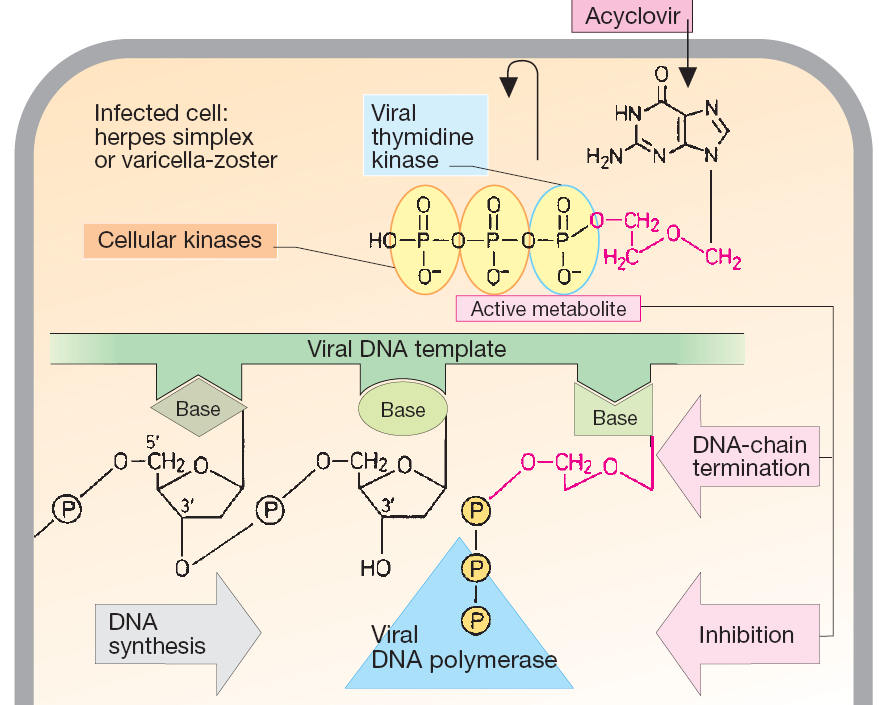 Acyclovir
Infected cell:
herpes simplex
or varicella-zoster
Viral
thymidine
kinase
O
HN
N
H₂N
N
N
Cellular kinases
O
O
O
HO
P
O
P
O
P
O
CH₂
O
H₂C
CH₂
O⁻
O⁻
O⁻
Active metabolite
Viral DNA template
Base
Base
Base
5′
O
CH₂
O
3′
O
CH₂
O
3′
O
CH₂
O
DNA-chain
termination
P
P
P
O
HO
P
P
DNA
synthesis
Viral
DNA polymerase
Inhibition